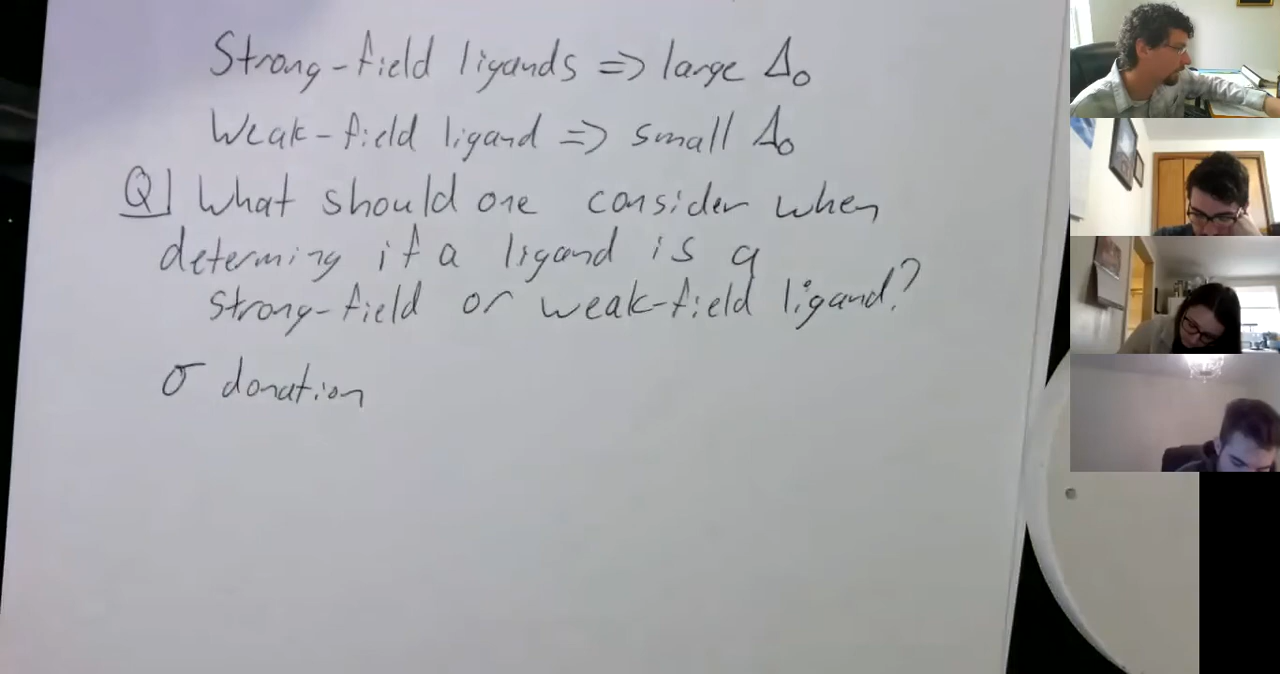 Strong-field ligands => large Δo
Weak-field ligand => small Δo
Q] What should one consider when
determing if a ligand is a
strong-field or weak-field ligand?
σ donation